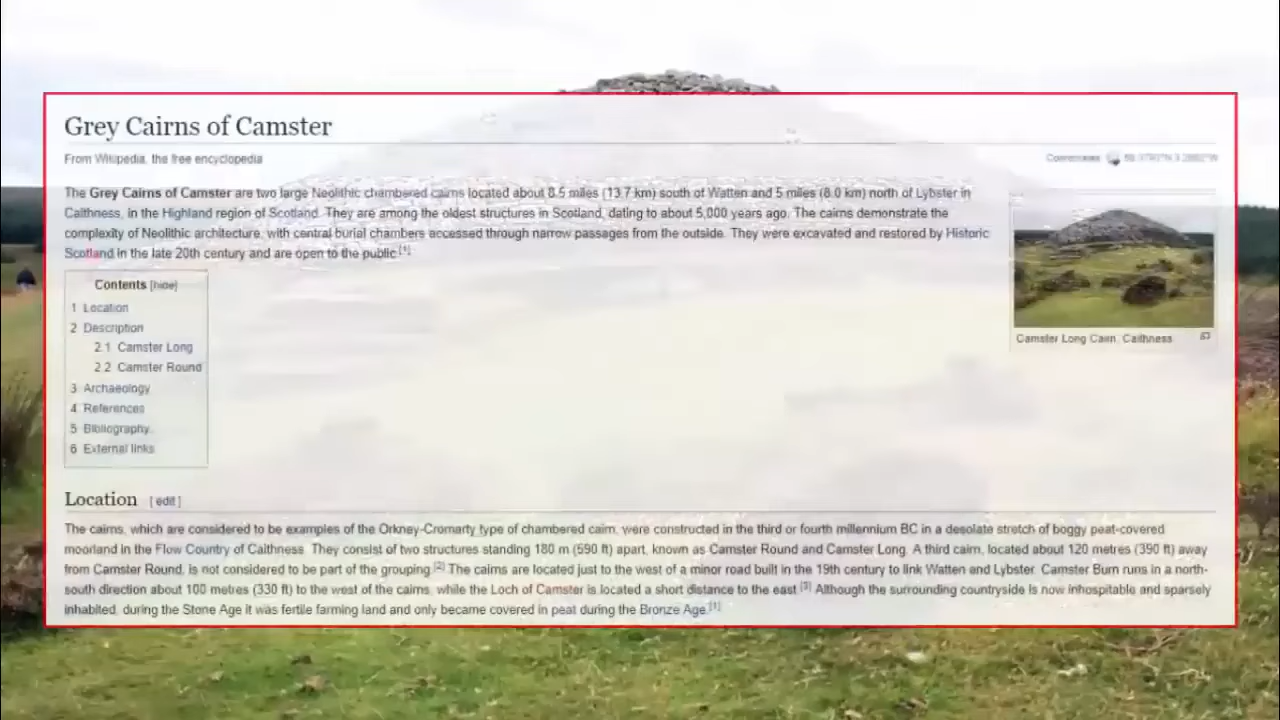 Grey Cairns of Camster
From Wikipedia, the free encyclopedia
Coordinates
The Grey Cairns of Camster are two large Neolithic chambered cairns located about 8.5 miles (13.7 km) south of Watten and 5 miles (8.0 km) north of Lybster in
Caithness, in the Highland region of Scotland. They are among the oldest structures in Scotland, dating to about 5,000 years ago. The cairns demonstrate the
complexity of Neolithic architecture, with central burial chambers accessed through narrow passages from the outside. They were excavated and restored by Historic
Scotland in the late 20th century and are open to the public.[1]
Camster Long Cairn, Caithness
Contents [hide]
1 Location
2 Description
2.1 Camster Long
2.2 Camster Round
3 Archaeology
4 References
5 Bibliography
6 External links
Location [ edit ]
The cairns, which are considered to be examples of the Orkney-Cromarty type of chambered cairn, were constructed in the third or fourth millennium BC in a desolate stretch of boggy peat-covered
moorland in the Flow Country of Caithness. They consist of two structures standing 180 m (590 ft) apart, known as Camster Round and Camster Long. A third cairn, located about 120 metres (390 ft) away
from Camster Round, is not considered to be part of the grouping.[2] The cairns are located just to the west of a minor road built in the 19th century to link Watten and Lybster. Camster Burn runs in a north-
south direction about 100 metres (330 ft) to the west of the cairns, while the Loch of Camster is located a short distance to the east.[3] Although the surrounding countryside is now inhospitable and sparsely
inhabited, during the Stone Age it was fertile farming land and only became covered in peat during the Bronze Age.[1]